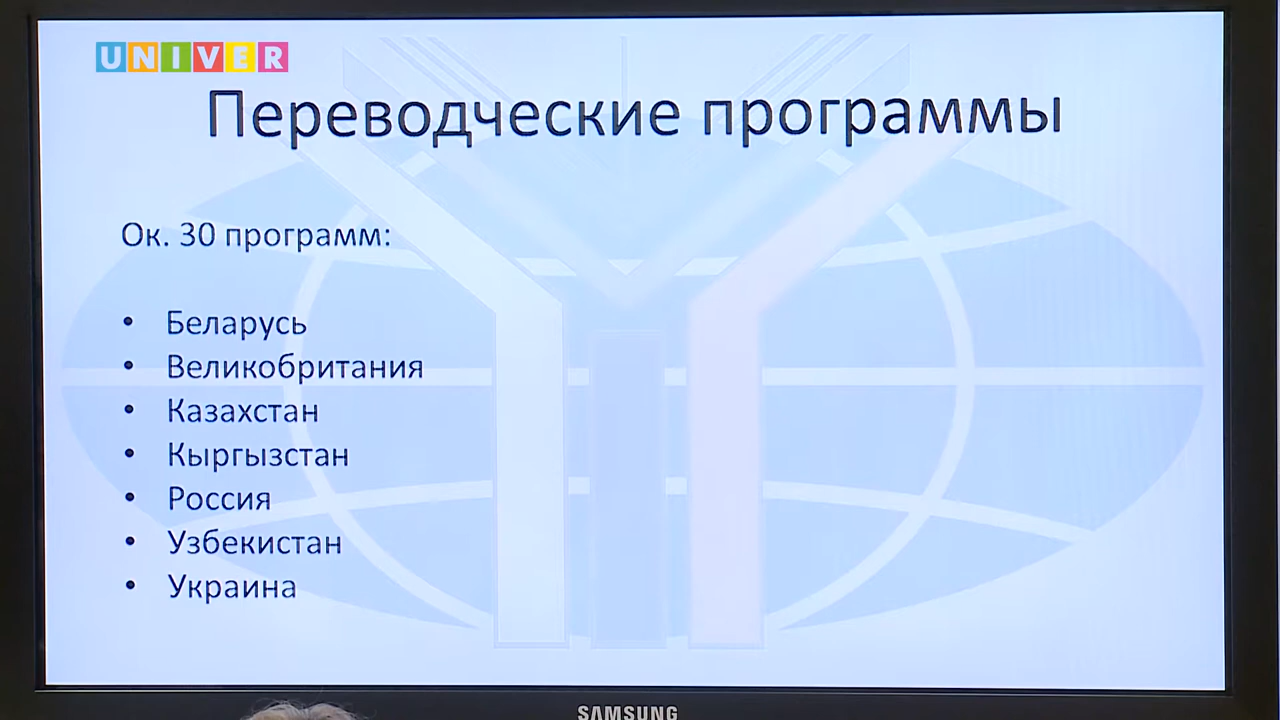 UNIVER
Переводческие программы
Ок. 30 программ:
• Беларусь
• Великобритания
• Казахстан
• Кыргызстан
• Россия
• Узбекистан
• Украина
SAMSUNG